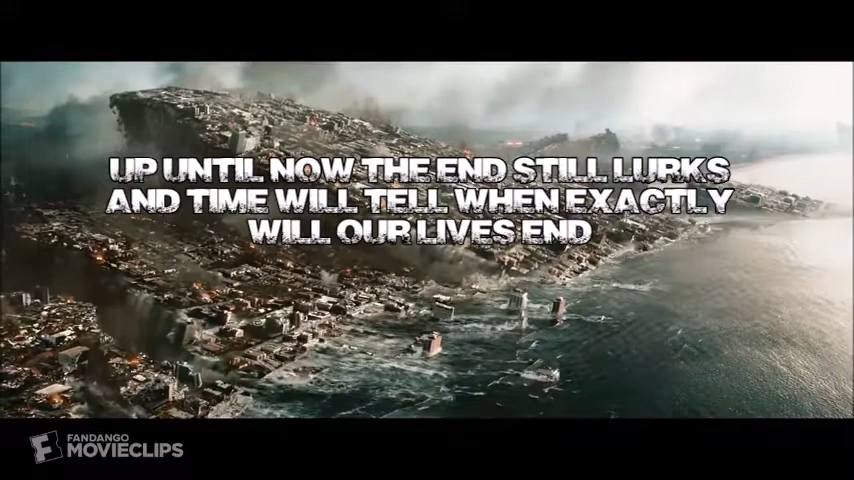 UP UNTIL NOW THE END STILL LURKS
AND TIME WILL TELL WHEN EXACTLY
WILL OUR LIVES END
FANDANGO
MOVIECLIPS